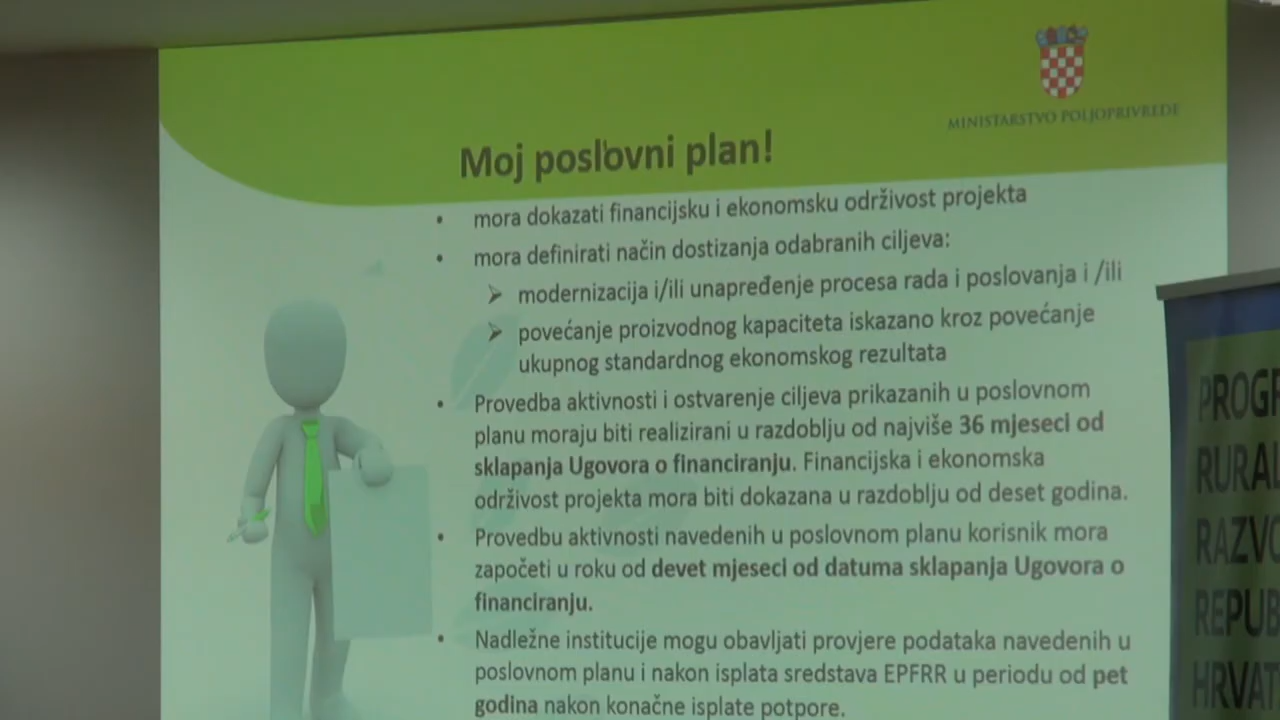 MINISTARSTVO POLJOPRIVREDE
Moj poslovni plan!
• mora dokazati financijsku i ekonomsku održivost projekta
• mora definirati način dostizanja odabranih ciljeva:
➢ modernizacija i/ili unapređenje procesa rada i poslovanja i /ili
➢ povećanje proizvodnog kapaciteta iskazano kroz povećanje
ukupnog standardnog ekonomskog rezultata
• Provedba aktivnosti i ostvarenje ciljeva prikazanih u poslovnom
planu moraju biti realizirani u razdoblju od najviše 36 mjeseci od
sklapanja Ugovora o financiranju. Financijska i ekonomska
održivost projekta mora biti dokazana u razdoblju od deset godina.
• Provedbu aktivnosti navedenih u poslovnom planu korisnik mora
započeti u roku od devet mjeseci od datuma sklapanja Ugovora o
financiranju.
• Nadležne institucije mogu obavljati provjere podataka navedenih u
poslovnom planu i nakon isplata sredstava EPFRR u periodu od pet
godina nakon konačne isplate potpore.
PROGR
RURAL
RAZVO
REPUB
HRVAT